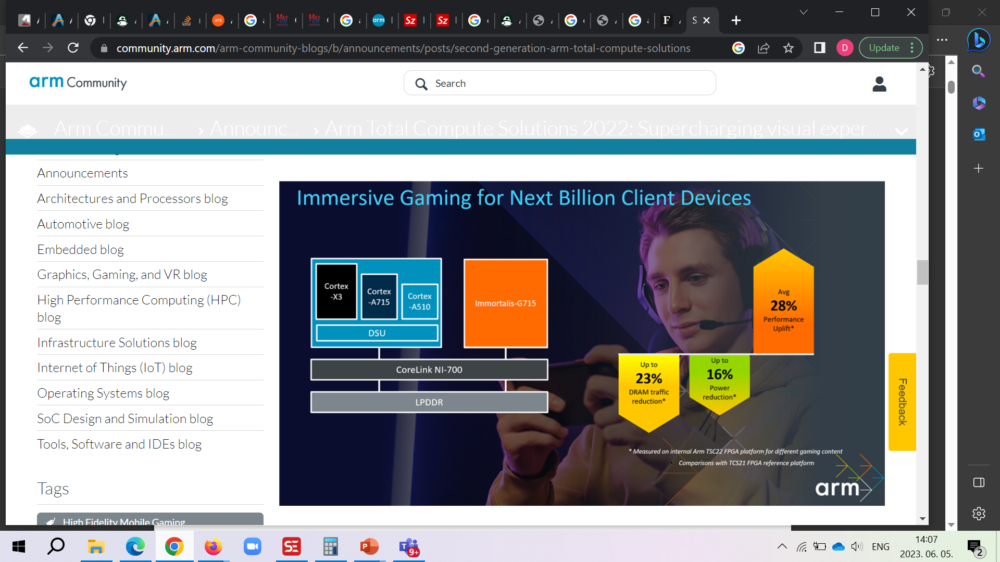 S
community.arm.com/arm-community-blogs/b/announcements/posts/second-generation-arm-total-compute-solutions
D
Update
arm Community
Search
Arm Commu...
Announc...
Arm Total Compute Solutions 2022: Supercharging visual exper...
Announcements
Architectures and Processors blog
Automotive blog
Embedded blog
Graphics, Gaming, and VR blog
High Performance Computing (HPC)
blog
Infrastructure Solutions blog
Internet of Things (IoT) blog
Operating Systems blog
SoC Design and Simulation blog
Tools, Software and IDEs blog
Tags
High Fidelity Mobile Gaming
Immersive Gaming for Next Billion Client Devices
Cortex
-X3
Cortex
-A715
Cortex
-A510
DSU
Immortalis-G715
CoreLink NI-700
LPDDR
Avg
28%
Performance
Uplift*
Up to
23%
DRAM traffic
reduction*
Up to
16%
Power
reduction*
* Measured on internal Arm TSC22 FPGA platform for different gaming content
• Comparisons with TCS21 FPGA reference platform
arm
Feedback
9+
ENG
14:07
2023. 06. 05.
2